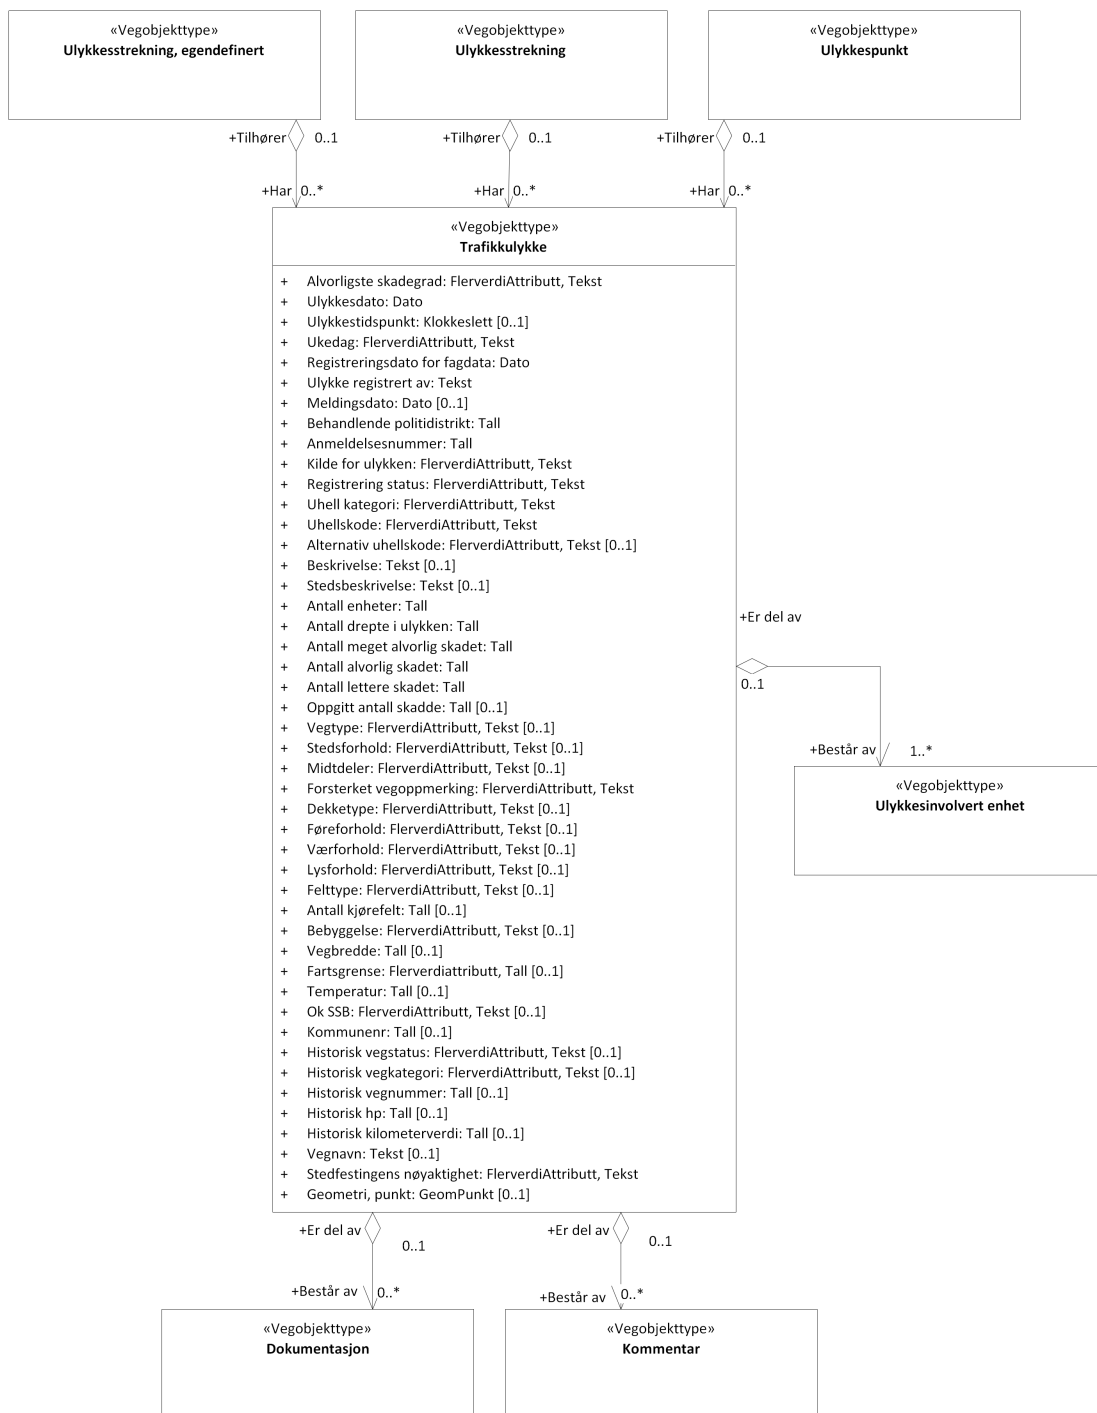 «Vegobjekttype»
Ulykkesstrekning, egendefinert
«Vegobjekttype»
Ulykkesstrekning
«Vegobjekttype»
Ulykkespunkt
+Tilhører 0..1
+Tilhører 0..1
+Tilhører 0..1
+Har 0..*
+Har 0..*
+Har 0..*
«Vegobjekttype»
Trafikkulykke
+ Alvorligste skadegrad: FlerverdiAttributt, Tekst
+ Ulykkesdato: Dato
+ Ulykkestidspunkt: Klokkeslett [0..1]
+ Ukedag: FlerverdiAttributt, Tekst
+ Registreringsdato for fagdata: Dato
+ Ulykke registrert av: Tekst
+ Meldingsdato: Dato [0..1]
+ Behandlende politidistrikt: Tall
+ Anmeldelsesnummer: Tall
+ Kilde for ulykken: FlerverdiAttributt, Tekst
+ Registrering status: FlerverdiAttributt, Tekst
+ Uhell kategori: FlerverdiAttributt, Tekst
+ Uhellskode: FlerverdiAttributt, Tekst
+ Alternativ uhellskode: FlerverdiAttributt, Tekst [0..1]
+ Beskrivelse: Tekst [0..1]
+ Stedsbeskrivelse: Tekst [0..1]
+ Antall enheter: Tall
+ Antall drepte i ulykken: Tall
+ Antall meget alvorlig skadet: Tall
+ Antall alvorlig skadet: Tall
+ Antall lettere skadet: Tall
+ Oppgitt antall skadde: Tall [0..1]
+ Vegtype: FlerverdiAttributt, Tekst [0..1]
+ Stedsforhold: FlerverdiAttributt, Tekst [0..1]
+ Midtdeler: FlerverdiAttributt, Tekst [0..1]
+ Forsterket vegoppmerking: FlerverdiAttributt, Tekst
+ Dekketype: FlerverdiAttributt, Tekst [0..1]
+ Føreforhold: FlerverdiAttributt, Tekst [0..1]
+ Værforhold: FlerverdiAttributt, Tekst [0..1]
+ Lysforhold: FlerverdiAttributt, Tekst [0..1]
+ Felttype: FlerverdiAttributt, Tekst [0..1]
+ Antall kjørefelt: Tall [0..1]
+ Bebyggelse: FlerverdiAttributt, Tekst [0..1]
+ Vegbredde: Tall [0..1]
+ Fartsgrense: Flerverdiattributt, Tall [0..1]
+ Temperatur: Tall [0..1]
+ Ok SSB: FlerverdiAttributt, Tekst [0..1]
+ Kommunenr: Tall [0..1]
+ Historisk vegstatus: FlerverdiAttributt, Tekst [0..1]
+ Historisk vegkategori: FlerverdiAttributt, Tekst [0..1]
+ Historisk vegnummer: Tall [0..1]
+ Historisk hp: Tall [0..1]
+ Historisk kilometerverdi: Tall [0..1]
+ Vegnavn: Tekst [0..1]
+ Stedfestingens nøyaktighet: FlerverdiAttributt, Tekst
+ Geometri, punkt: GeomPunkt [0..1]
+Er del av
0..1
+Består av 1..*
«Vegobjekttype»
Ulykkesinvolvert enhet
+Er del av
0..1
+Består av 0..*
«Vegobjekttype»
Dokumentasjon
+Er del av
0..1
+Består av 0..*
«Vegobjekttype»
Kommentar